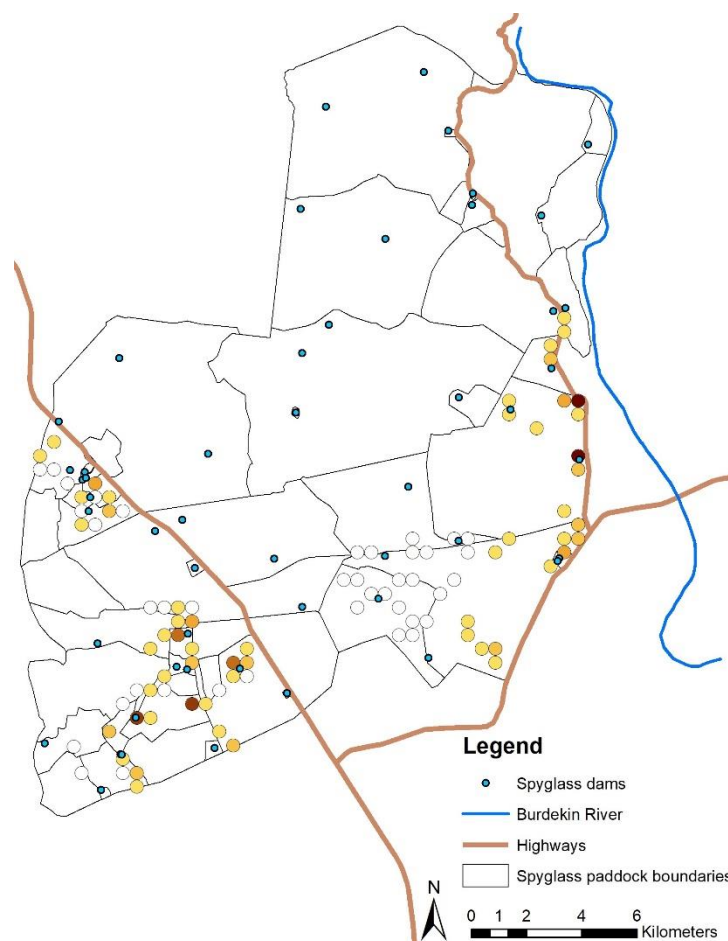 Legend
Spyglass dams
Burdekin River
Highways
Spyglass paddock boundaries
N
0 1 2 4 6
Kilometers